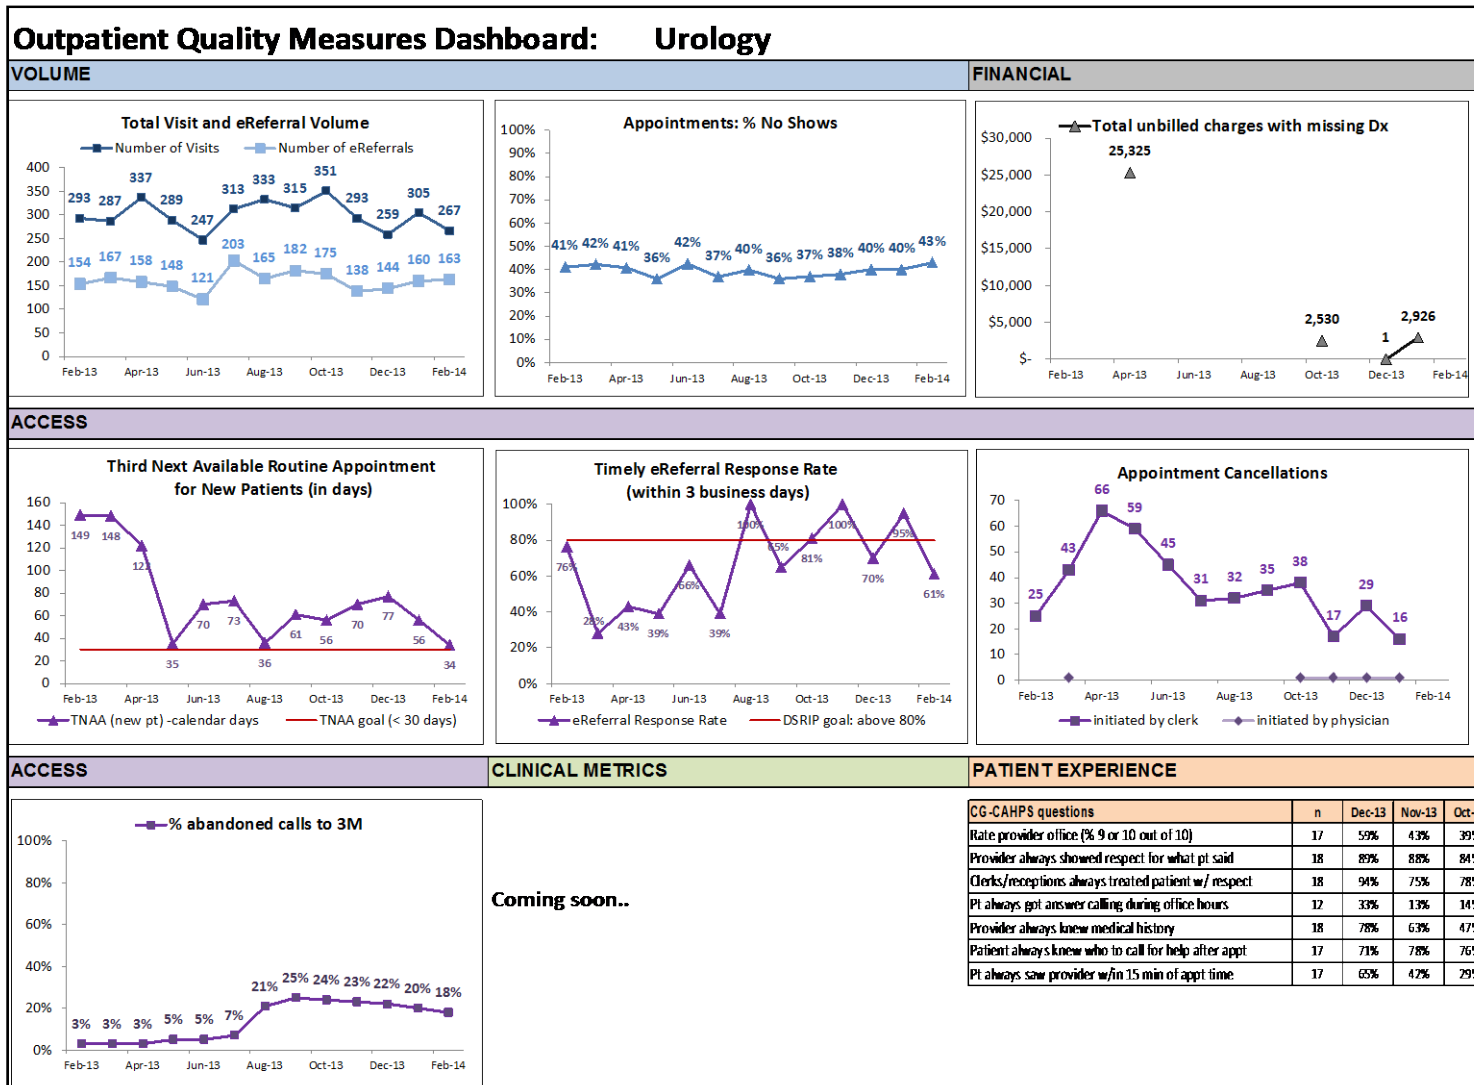 Outpatient Quality Measures Dashboard: Urology
VOLUME
FINANCIAL
Total Visit and eReferral Volume
Number of Visits Number of eReferrals
400
350
300
250
200
150
100
50
0
293 287 337 289 247 313 333 315 351 293 259 305 267
154 167 158 148 121 203 165 182 175 138 144 160 163
Feb-13 Apr-13 Jun-13 Aug-13 Oct-13 Dec-13 Feb-14
Appointments: % No Shows
100%
90%
80%
70%
60%
50%
40%
30%
20%
10%
0%
41% 42% 41% 36% 42% 37% 40% 36% 37% 38% 40% 40% 43%
Feb-13 Apr-13 Jun-13 Aug-13 Oct-13 Dec-13 Feb-14
Total unbilled charges with missing Dx
$30,000
$25,000
$20,000
$15,000
$10,000
$5,000
$-
25,325
2,530
1
2,926
Feb-13 Apr-13 Jun-13 Aug-13 Oct-13 Dec-13 Feb-14
ACCESS
Third Next Available Routine Appointment
for New Patients (in days)
160
140
120
100
80
60
40
20
0
149 148 122 35 70 73 36 61 56 70 77 56 34
Feb-13 Apr-13 Jun-13 Aug-13 Oct-13 Dec-13 Feb-14
TNAA (new pt) -calendar days TNAA goal (< 30 days)
Timely eReferral Response Rate
(within 3 business days)
100%
80%
60%
40%
20%
0%
76% 28% 43% 39% 66% 39% 100% 65% 81% 100% 70% 95% 61%
Feb-13 Apr-13 Jun-13 Aug-13 Oct-13 Dec-13 Feb-14
eReferral Response Rate DSRIP goal: above 80%
Appointment Cancellations
70
60
50
40
30
20
10
0
25 43 66 59 45 31 32 35 38 17 29 16
Feb-13 Apr-13 Jun-13 Aug-13 Oct-13 Dec-13 Feb-14
initiated by clerk initiated by physician
ACCESS
CLINICAL METRICS
PATIENT EXPERIENCE
% abandoned calls to 3M
100%
80%
60%
40%
20%
0%
3% 3% 3% 5% 5% 7% 21% 25% 24% 23% 22% 20% 18%
Feb-13 Apr-13 Jun-13 Aug-13 Oct-13 Dec-13 Feb-14
Coming soon..
CG-CAHPS questions n Dec-13 Nov-13 Oct-
Rate provider office (% 9 or 10 out of 10) 17 59% 43% 39%
Provider always showed respect for what pt said 18 89% 88% 84%
Clerks/receptions always treated patient w/ respect 18 94% 75% 78%
Pt always got answer calling during office hours 12 33% 13% 14%
Provider always knew medical history 18 78% 63% 47%
Patient always knew who to call for help after appt 17 71% 78% 76%
Pt always saw provider w/in 15 min of appt time 17 65% 42% 29%